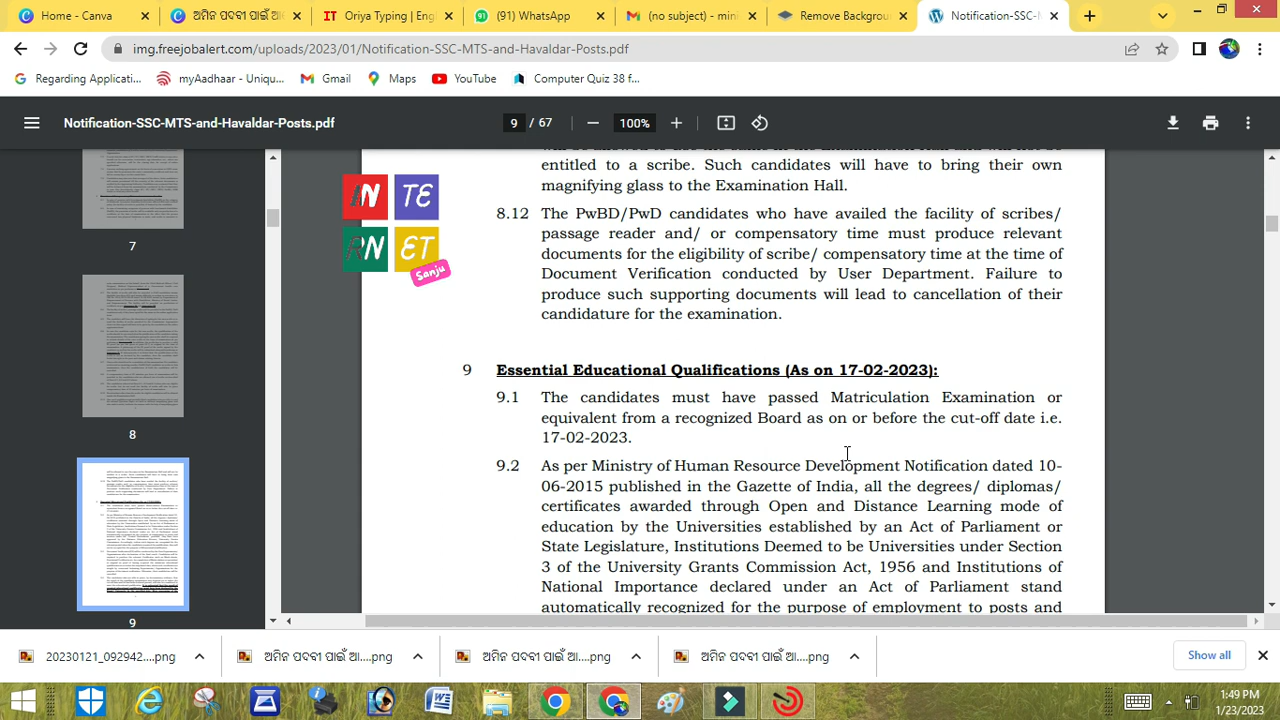 Home - Canva
ଅମିନ ପଦବୀ ପାଇଁ ଆ
Oriya Typing | Eng
(91) WhatsApp
(no subject) - mini
Remove Backgrou
Notification-SSC-M
img.freejobalert.com/uploads/2023/01/Notification-SSC-MTS-and-Havaldar-Posts.pdf
Regarding Applicati... myAadhaar - Uniqu... Gmail Maps YouTube Computer Quiz 38 f...
Notification-SSC-MTS-and-Havaldar-Posts.pdf 9 / 67 100%
7
8
9
IN TE
RN ET
Sanju
entitled to a scribe. Such candidates will have to bring their own
magnifying glass to the Examination Hall.
8.12 The PwBD/PwD candidates who have availed the facility of scribes/
passage reader and/ or compensatory time must produce relevant
documents for the eligibility of scribe/ compensatory time at the time of
Document Verification conducted by User Department. Failure to
such supporting documents will lead to cancellation of their
candidature for the examination.
9 Essential Educational Qualifications (As on 17-02-2023):
9.1 The candidates must have passed Matriculation Examination or
equivalent from a recognized Board as on or before the cut-off date i.e.
17-02-2023.
9.2 As per Ministry of Human Resource Development Notification dated 10-
06-2015 published in the Gazette of India all the degrees/ diplomas/
certificates awarded through Open and Distance Learning mode of
education by the Universities established by an Act of Parliament or
State Legislature, Institutions Deemed to be Universities under Section
3 of the University Grants Commission Act, 1956 and Institutions of
National Importance declared under an Act of Parliament stand
automatically recognized for the purpose of employment to posts and
20230121_092942....png
ଅମିନ ପଦବୀ ପାଇଁ ଆ....png
ଅମିନ ପଦବୀ ପାଇଁ ଆ....png
ଅମିନ ପଦବୀ ପାଇଁ ଆ....png
Show all
1:49 PM
1/23/2023